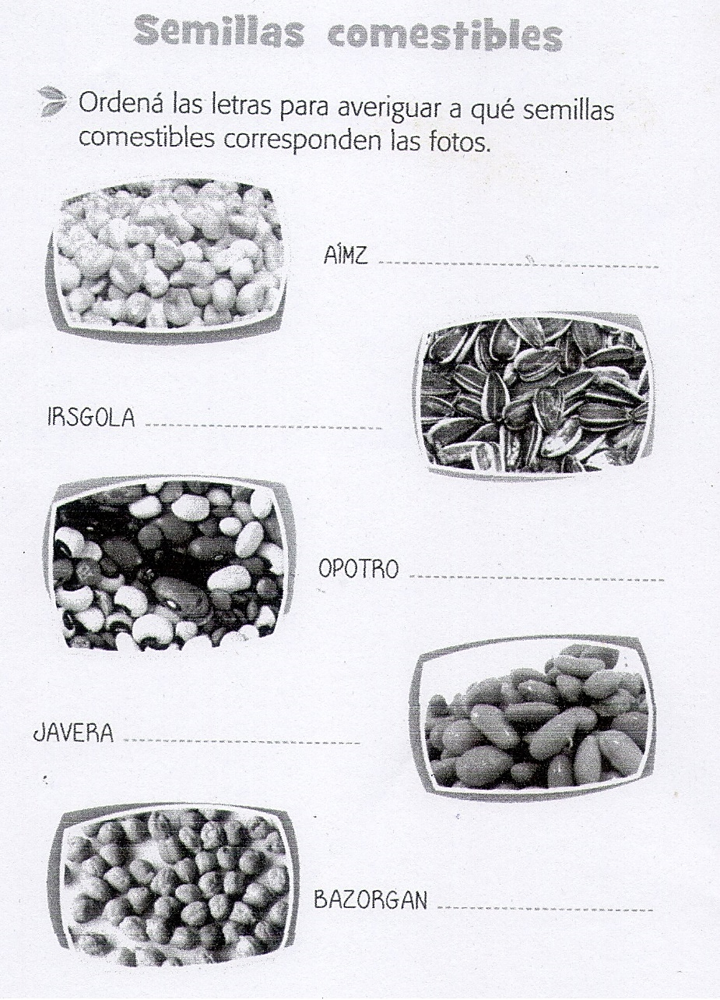 Semillas comestibles
Ordená las letras para averiguar a qué semillas
comestibles corresponden las fotos.
AÍMZ
IRSGOLA
OPOTRO
JAVERA
BAZORGAN